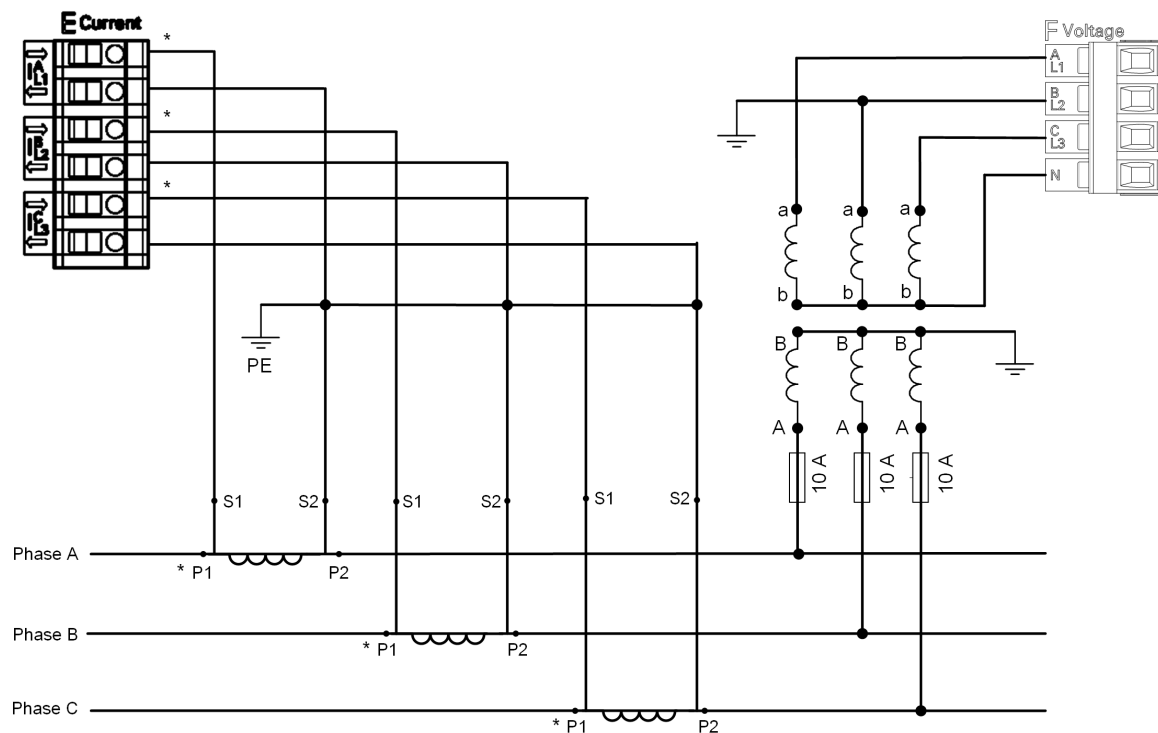 E Current
F Voltage
*
A
L1
B
L2
C
L3
N
I A
L1
*
I B
L2
*
I C
L3
a a a
b b b
PE
B B B
A A A
10 A 10 A 10 A
S1 S2 S1 S2 S1 S2
Phase A
* P1 P2
Phase B
* P1 P2
Phase C
* P1 P2